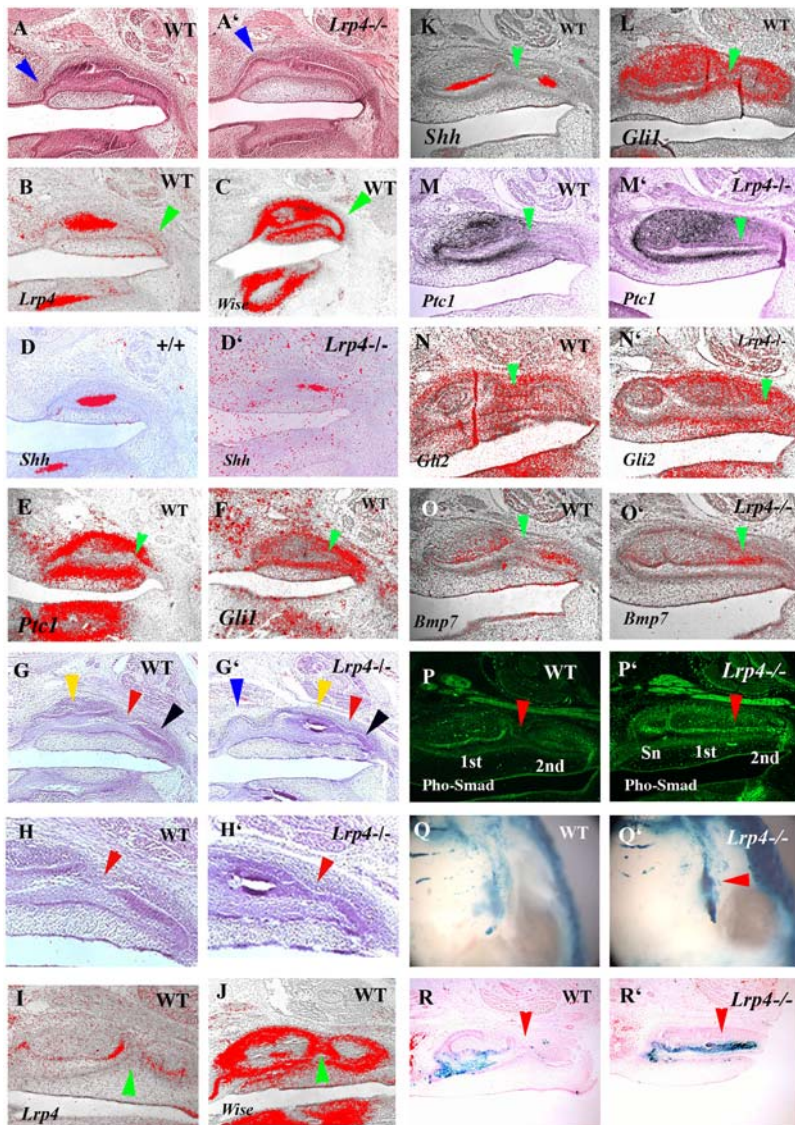 A WT
A' Lrp4-/-
B WT
Lrp4
C WT
Wise
D +/+
Shh
D' Lrp4-/-
Shh
E WT
Ptc1
F WT
Gli1
G WT
G' Lrp4-/-
H WT
H' Lrp4-/-
I WT
Lrp4
J WT
Wise
K WT
Shh
L WT
Gli1
M WT
Ptc1
M' Lrp4-/-
Ptc1
N WT
Gli2
N' Lrp4-/-
Gli2
O WT
Bmp7
O' Lrp4-/-
Bmp7
P WT
1st 2nd
Pho-Smad
P' Lrp4-/-
Sn 1st 2nd
Pho-Smad
Q WT
Q' Lrp4-/-
R WT
R' Lrp4-/-